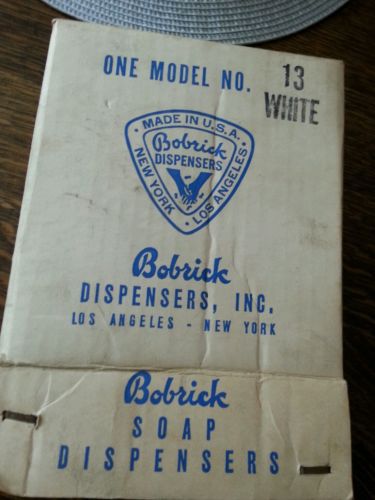 ONE MODEL NO. 13
WHITE
MADE IN U.S.A.
Bobrick
DISPENSERS
NEW YORK · LOS ANGELES
Bobrick
DISPENSERS, INC.
LOS ANGELES - NEW YORK
Bobrick
SOAP
DISPENSERS